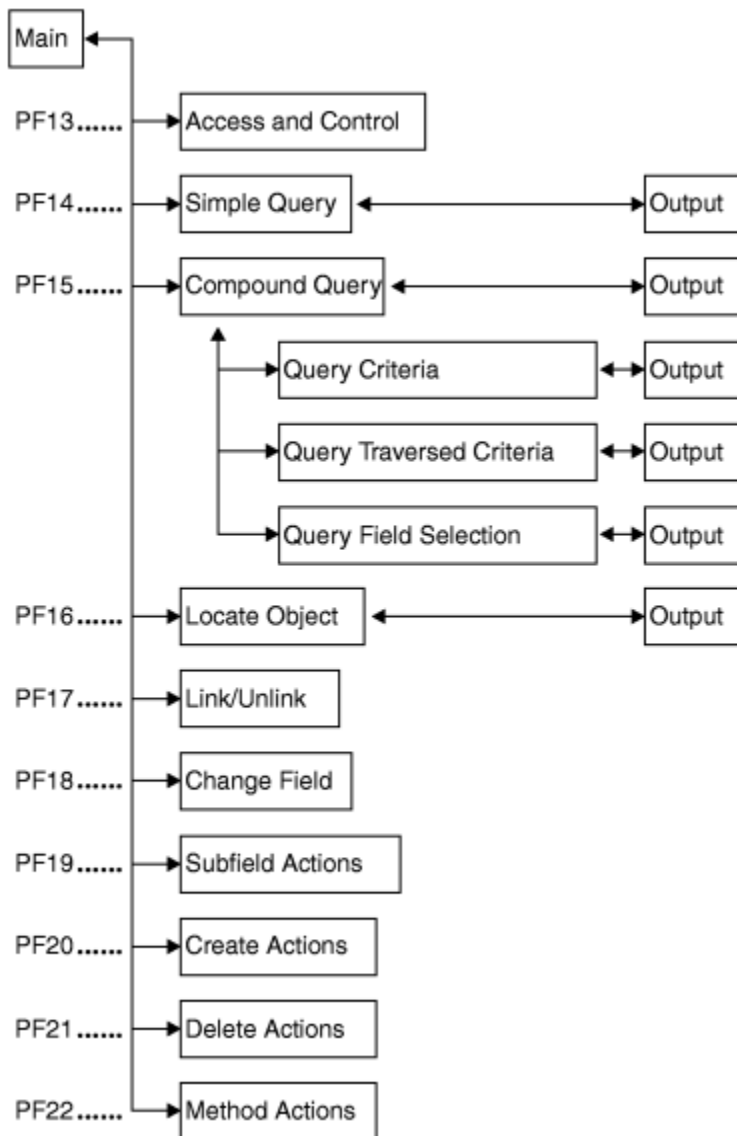 Main
PF13...... Access and Control
PF14...... Simple Query Output
PF15...... Compound Query Output
Query Criteria Output
Query Traversed Criteria Output
Query Field Selection Output
PF16...... Locate Object Output
PF17...... Link/Unlink
PF18...... Change Field
PF19...... Subfield Actions
PF20...... Create Actions
PF21...... Delete Actions
PF22...... Method Actions